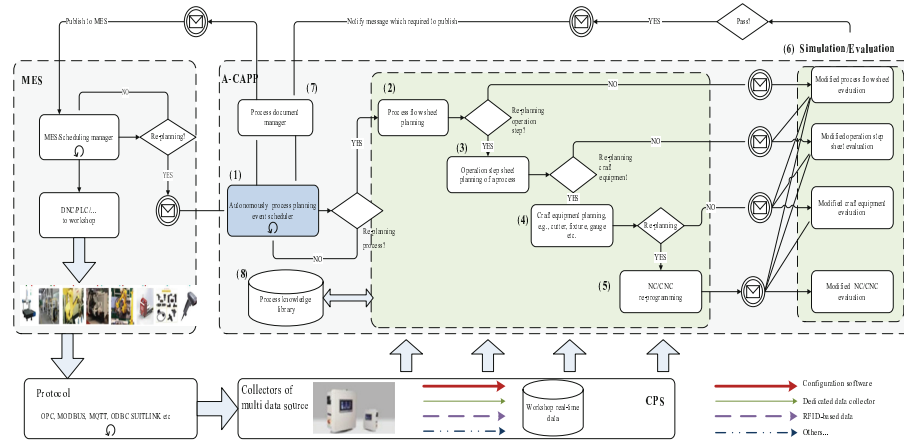 Publish to MES
Notify message which required to publish
YES
Pass?
(6) Simulation/Evaluation
MES
A-CAPP
NO
(7)
(2)
NO
Modified process flowsheet
evaluation
MES/Scheduling manager
Re-planning?
Process document
manager
Process flowsheet
planning
Re-planning
operation
step?
YES
YES
(3)
NO
Modified operation step
sheet evaluation
YES
(1)
Operation step sheet
planning of a process
Re-planning
craft
equipment?
DNC/PLC/...
to workshop
Autonomously process planning
event scheduler
YES
(4)
Craft equipment planning,
e.g., cutter, fixture, gauge
etc.
Re-planning
NO
Modified craft equipment
evaluation
Re-planning
process?
NO
YES
(8)
Process knowledge
library
(5)
NC/CNC
re-programming
Modified NC/CNC
evaluation
Protocol
OPC, MODBUS, MQTT, ODBC SUITLINK etc
Collectors of
multi data source
Workshop real-time
data
CPS
Configuration software
Dedicated data collector
RFID-based data
Others...